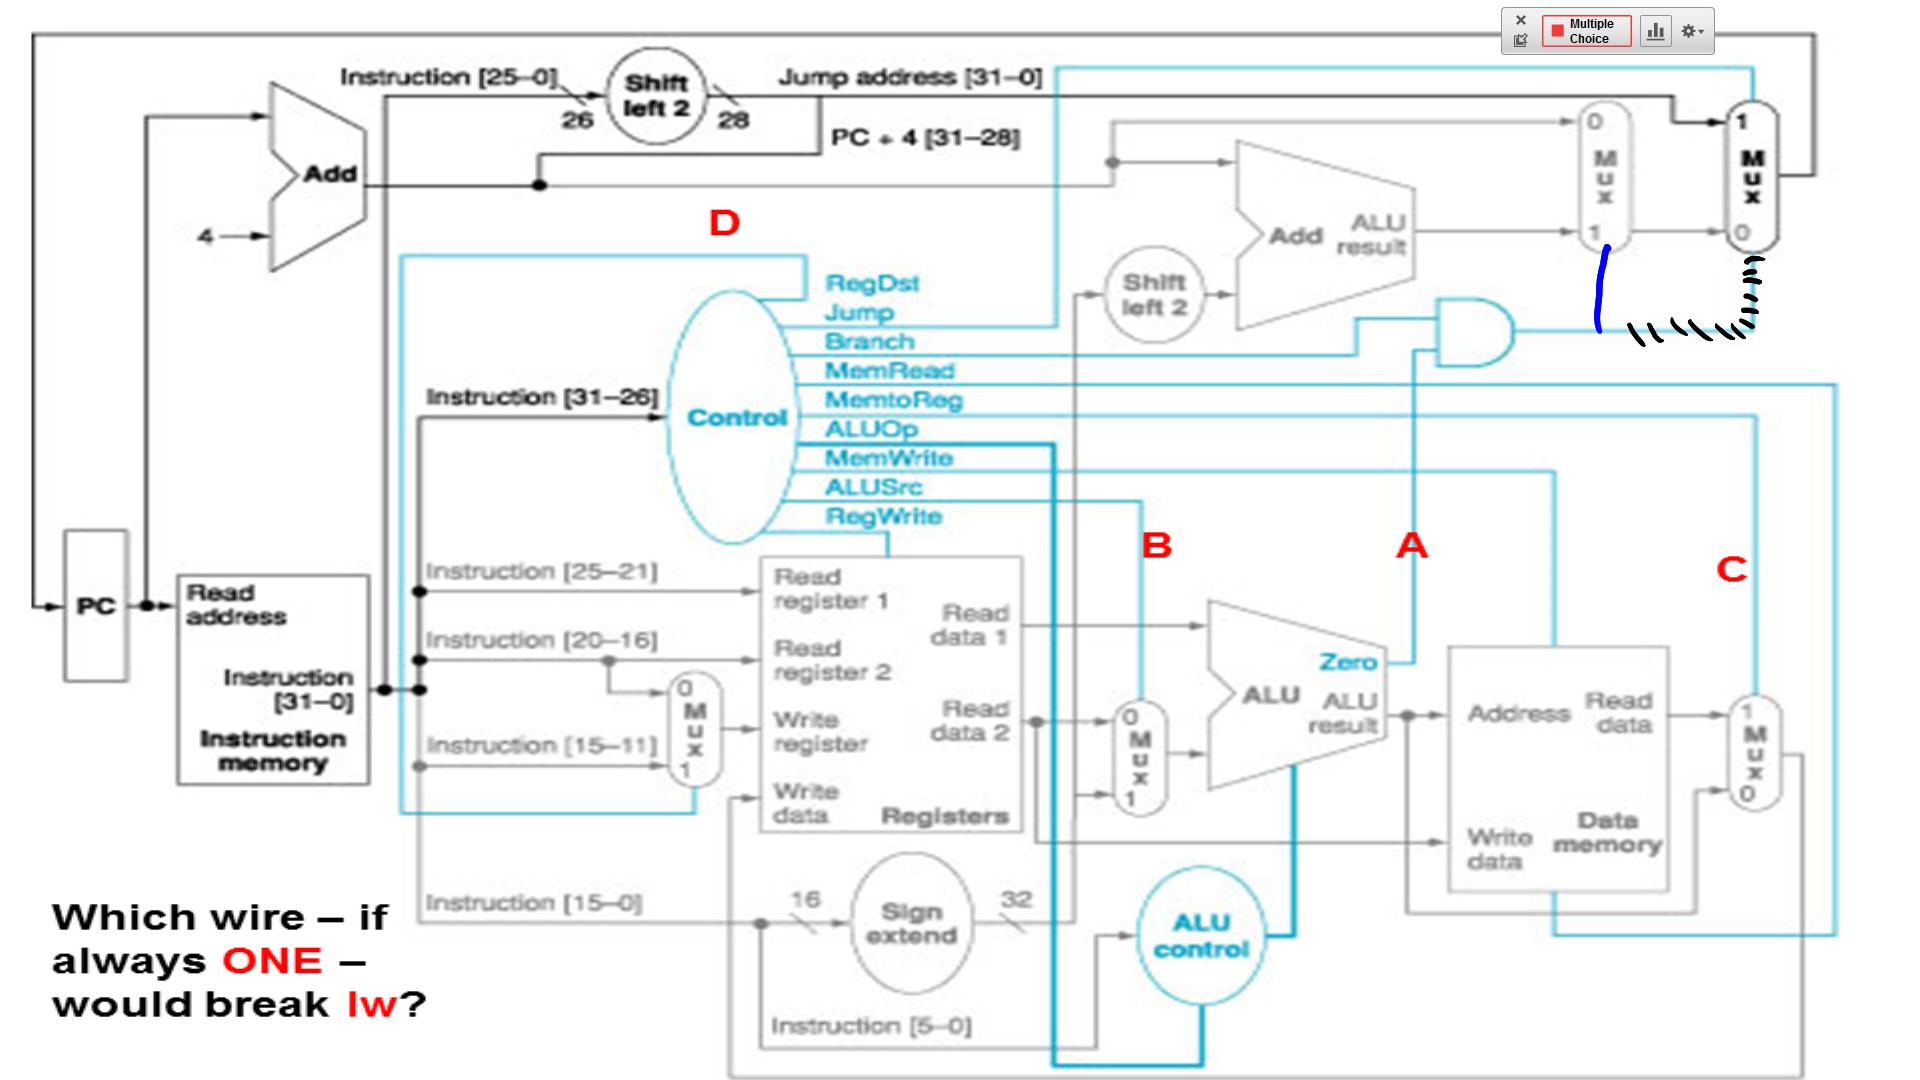 Multiple
Choice
Instruction [25–0]
Shift
left 2
Jump address [31–0]
26
28
PC + 4 [31–28]
Add
4
0
M
u
x
1
1
M
u
x
0
Add
ALU
result
Shift
left 2
D
RegDst
Jump
Branch
MemRead
MemtoReg
ALUOp
MemWrite
ALUSrc
RegWrite
Instruction [31–26]
Control
B
A
C
PC
Read
address
Instruction
[31–0]
Instruction
memory
Instruction [25–21]
Instruction [20–16]
Instruction [15–11]
0
M
u
x
1
Read
register 1
Read
register 2
Write
register
Write
data
Read
data 1
Read
data 2
Registers
0
M
u
x
1
Zero
ALU
ALU
result
Address
Read
data
Write
data
Data
memory
1
M
u
x
0
Instruction [15–0]
16
Sign
extend
32
ALU
control
Instruction [5–0]
Which wire – if
always ONE –
would break lw?